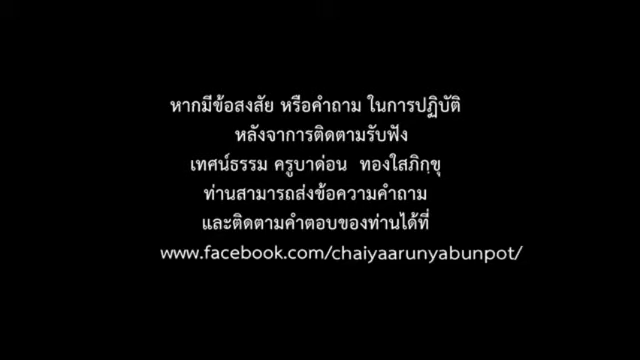 หากมีข้อสงสัย หรือคำถาม ในการปฏิบัติ
หลังจาการติดตามรับฟัง
เทศน์ธรรม ครูบาด่อน ทองใสภิกฺขุ
ท่านสามารถส่งข้อความคำถาม
และติดตามคำตอบของท่านได้ที่
www.facebook.com/chaiyaarunyabunpot/